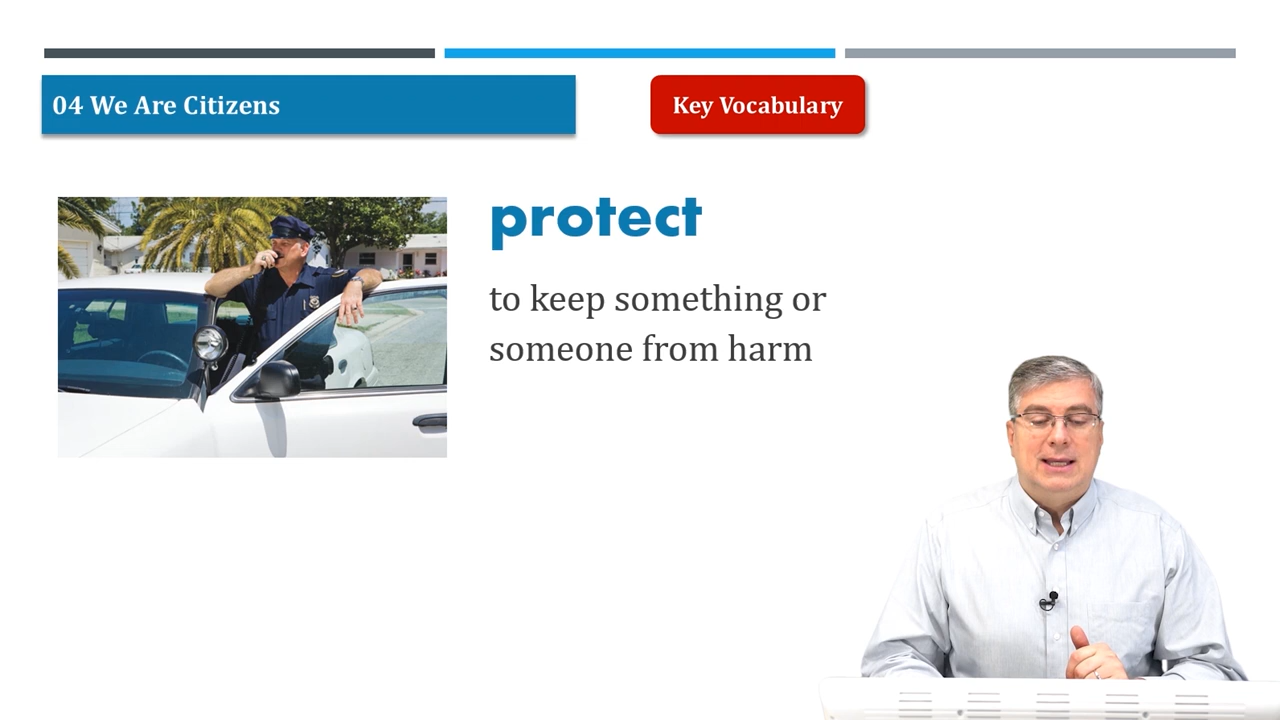 04 We Are Citizens
Key Vocabulary
protect
to keep something or
someone from harm